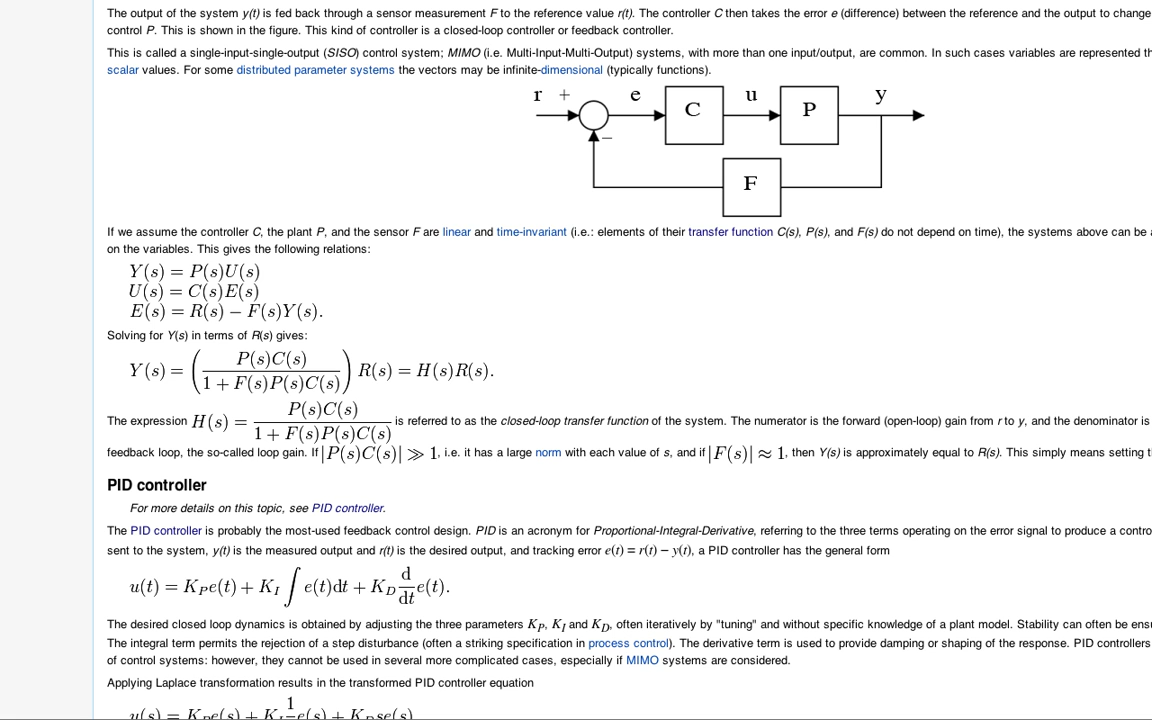 The output of the system y(t) is fed back through a sensor measurement F to the reference value r(t). The controller C then takes the error e (difference) between the reference and the output to change
control P. This is shown in the figure. This kind of controller is a closed-loop controller or feedback controller.
This is called a single-input-single-output (SISO) control system; MIMO (i.e. Multi-Input-Multi-Output) systems, with more than one input/output, are common. In such cases variables are represented th
scalar values. For some distributed parameter systems the vectors may be infinite-dimensional (typically functions).
r + e C u P y
−
F
If we assume the controller C, the plant P, and the sensor F are linear and time-invariant (i.e.: elements of their transfer function C(s), P(s), and F(s) do not depend on time), the systems above can be
on the variables. This gives the following relations:
Y(s) = P(s)U(s)
U(s) = C(s)E(s)
E(s) = R(s) − F(s)Y(s).
Solving for Y(s) in terms of R(s) gives:
Y(s) = (P(s)C(s) / 1 + F(s)P(s)C(s)) R(s) = H(s)R(s).
The expression H(s) = P(s)C(s) / 1 + F(s)P(s)C(s) is referred to as the closed-loop transfer function of the system. The numerator is the forward (open-loop) gain from r to y, and the denominator is
feedback loop, the so-called loop gain. If |P(s)C(s)| ≫ 1, i.e. it has a large norm with each value of s, and if |F(s)| ≈ 1, then Y(s) is approximately equal to R(s). This simply means setting t
PID controller
For more details on this topic, see PID controller.
The PID controller is probably the most-used feedback control design. PID is an acronym for Proportional-Integral-Derivative, referring to the three terms operating on the error signal to produce a contro
sent to the system, y(t) is the measured output and r(t) is the desired output, and tracking error e(t) = r(t) − y(t), a PID controller has the general form
u(t) = K_P e(t) + K_I ∫ e(t)dt + K_D d/dt e(t).
The desired closed loop dynamics is obtained by adjusting the three parameters K_P, K_I and K_D, often iteratively by "tuning" and without specific knowledge of a plant model. Stability can often be ensu
The integral term permits the rejection of a step disturbance (often a striking specification in process control). The derivative term is used to provide damping or shaping of the response. PID controllers
of control systems: however, they cannot be used in several more complicated cases, especially if MIMO systems are considered.
Applying Laplace transformation results in the transformed PID controller equation
u(s) = K_P e(s) + K_I 1/s e(s) + K_D se(s)